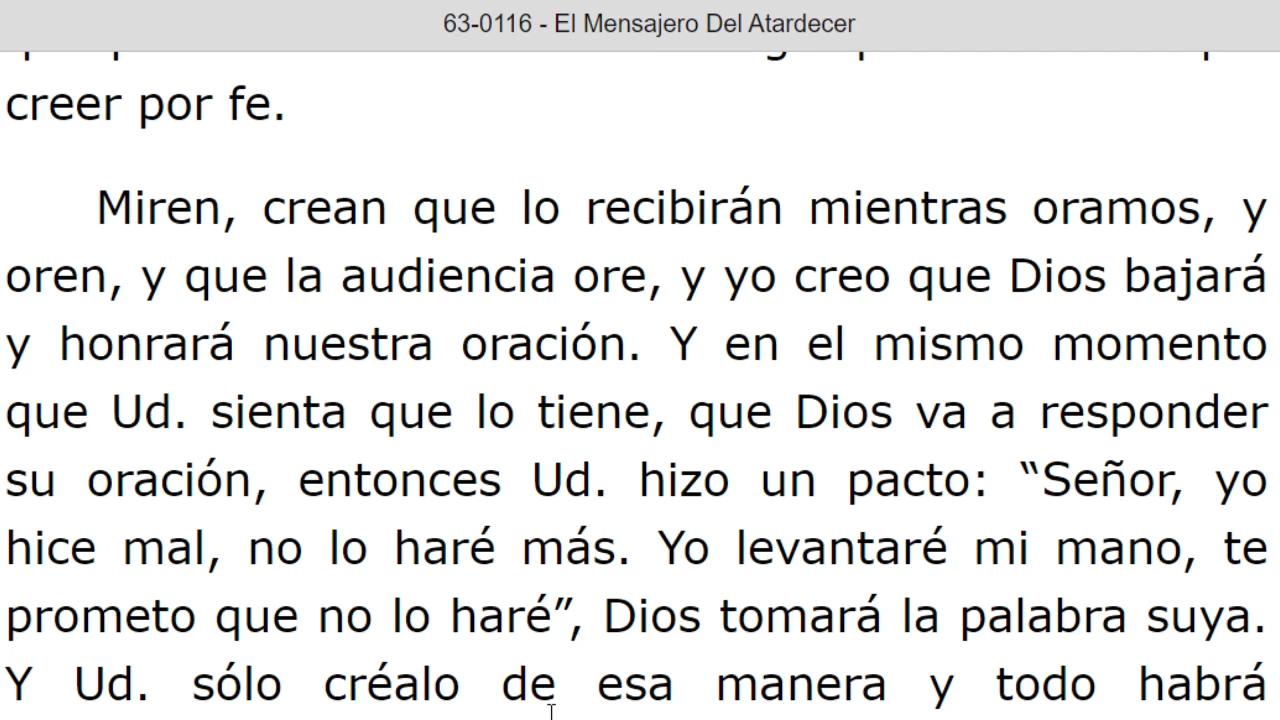 63-0116 - El Mensajero Del Atardecer
creer por fe.
Miren, crean que lo recibirán mientras oramos, y
oren, y que la audiencia ore, y yo creo que Dios bajará
y honrará nuestra oración. Y en el mismo momento
que Ud. sienta que lo tiene, que Dios va a responder
su oración, entonces Ud. hizo un pacto: “Señor, yo
hice mal, no lo haré más. Yo levantaré mi mano, te
prometo que no lo haré”, Dios tomará la palabra suya.
Y Ud. sólo créalo de esa manera y todo habrá